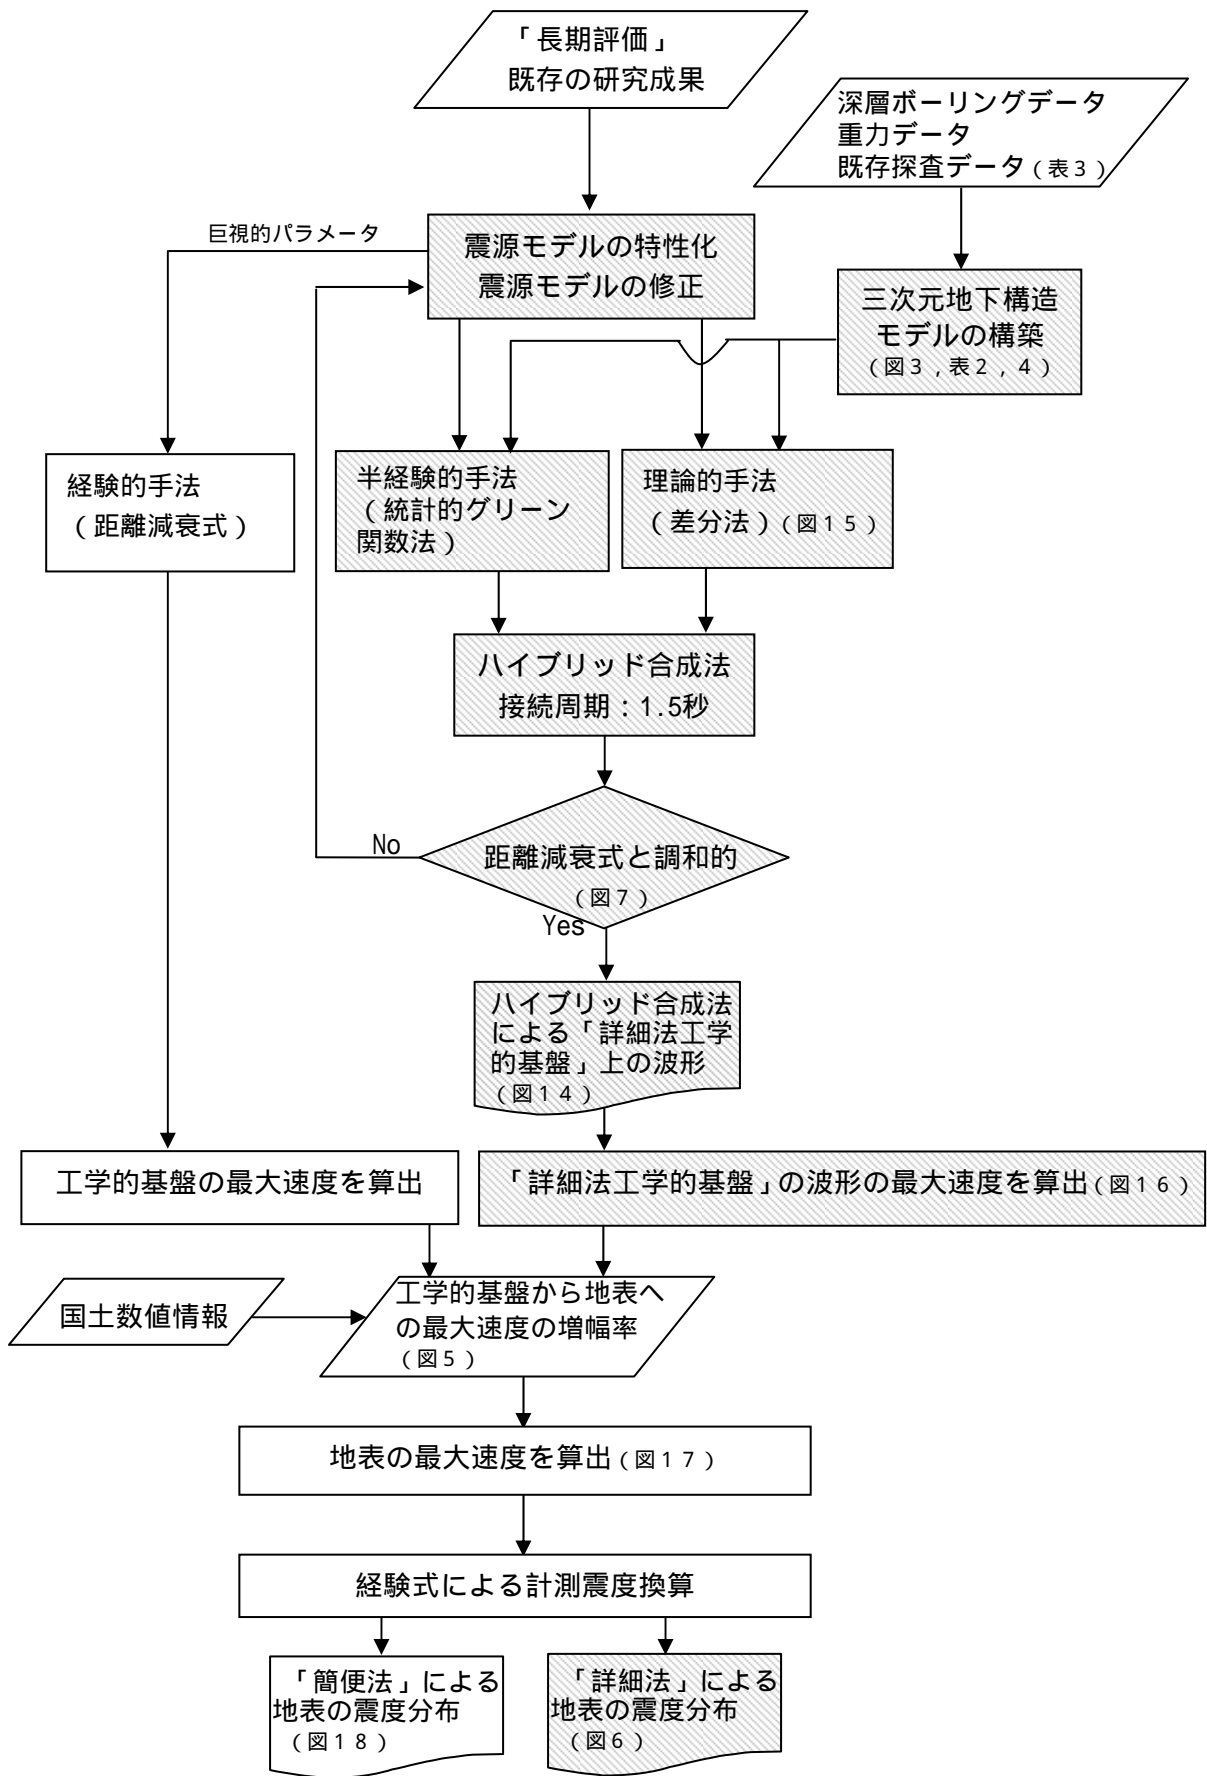 「長期評価」
既存の研究成果
深層ボーリングデータ
重力データ
既存探査データ(表3)
巨視的パラメータ
震源モデルの特性化
震源モデルの修正
三次元地下構造
モデルの構築
(図3,表2,4)
経験的手法
(距離減衰式)
半経験的手法
(統計的グリーン
関数法)
理論的手法
(差分法)(図15)
ハイブリッド合成法
接続周期:1.5秒
No
距離減衰式と調和的
(図7)
Yes
ハイブリッド合成法
による「詳細法工学
的基盤」上の波形
(図14)
工学的基盤の最大速度を算出
「詳細法工学的基盤」の波形の最大速度を算出(図16)
国土数値情報
工学的基盤から地表へ
の最大速度の増幅率
(図5)
地表の最大速度を算出(図17)
経験式による計測震度換算
「簡便法」による
地表の震度分布
(図18)
「詳細法」による
地表の震度分布
(図6)